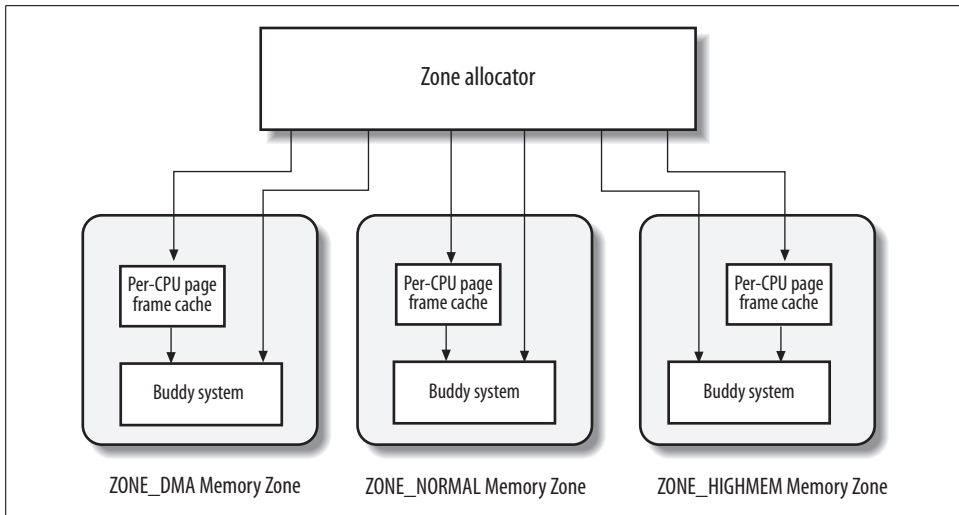 Zone allocator
Per-CPU page
frame cache
Buddy system
Per-CPU page
frame cache
Buddy system
Per-CPU page
frame cache
Buddy system
ZONE_DMA Memory Zone
ZONE_NORMAL Memory Zone
ZONE_HIGHMEM Memory Zone